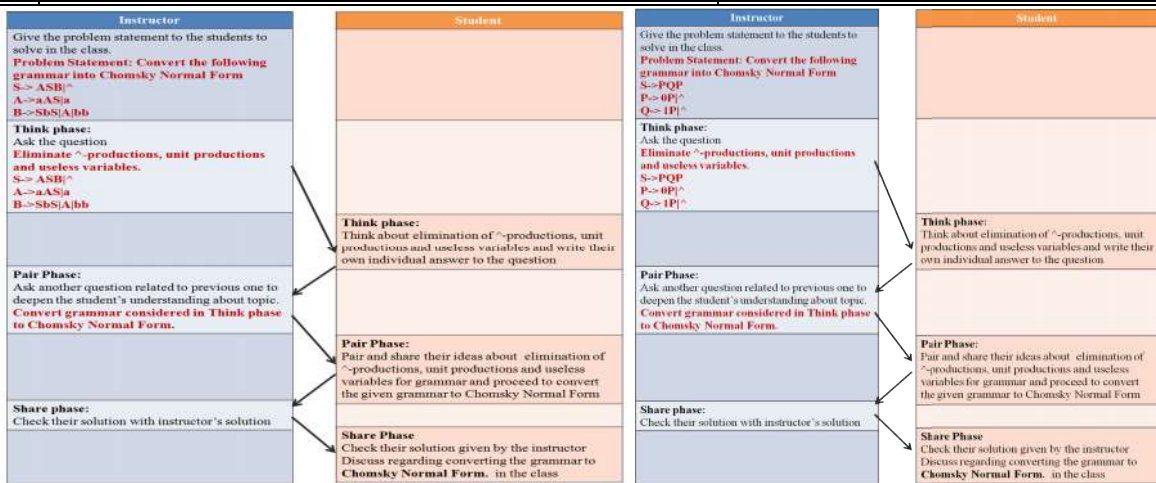 Instructor
Give the problem statement to the students to
solve in the class.
Problem Statement: Convert the following
grammar into Chomsky Normal Form
S-> ASB|^
A->aAS|a
B->SbS|A|bb
Think phase:
Ask the question
Eliminate ^-productions, unit productions
and useless variables.
S-> ASB|^
A->aAS|a
B->SbS|A|bb
Pair Phase:
Ask another question related to previous one to
deepen the student's understanding about topic.
Convert grammar considered in Think phase
to Chomsky Normal Form.
Share phase:
Check their solution with instructor's solution
Student
Think phase:
Think about elimination of ^-productions, unit
productions and useless variables and write their
own individual answer to the question
Pair Phase:
Pair and share their ideas about elimination of
^-productions, unit productions and useless
variables for grammar and proceed to convert
the given grammar to Chomsky Normal Form
Share Phase
Check their solution given by the instructor
Discuss regarding converting the grammar to
Chomsky Normal Form. in the class
Instructor
Give the problem statement to the students to
solve in the class.
Problem Statement: Convert the following
grammar into Chomsky Normal Form
S->PQP
P-> 0P|^
Q-> 1P|^
Think phase:
Ask the question
Eliminate ^-productions, unit productions
and useless variables.
S->PQP
P-> 0P|^
Q-> 1P|^
Pair Phase:
Ask another question related to previous one to
deepen the student's understanding about topic.
Convert grammar considered in Think phase
to Chomsky Normal Form.
Share phase:
Check their solution with instructor's solution
Student
Think phase:
Think about elimination of ^-productions, unit
productions and useless variables and write their
own individual answer to the question
Pair Phase:
Pair and share their ideas about elimination of
^-productions, unit productions and useless
variables for grammar and proceed to convert
the given grammar to Chomsky Normal Form
Share Phase
Check their solution given by the instructor
Discuss regarding converting the grammar to
Chomsky Normal Form. in the class